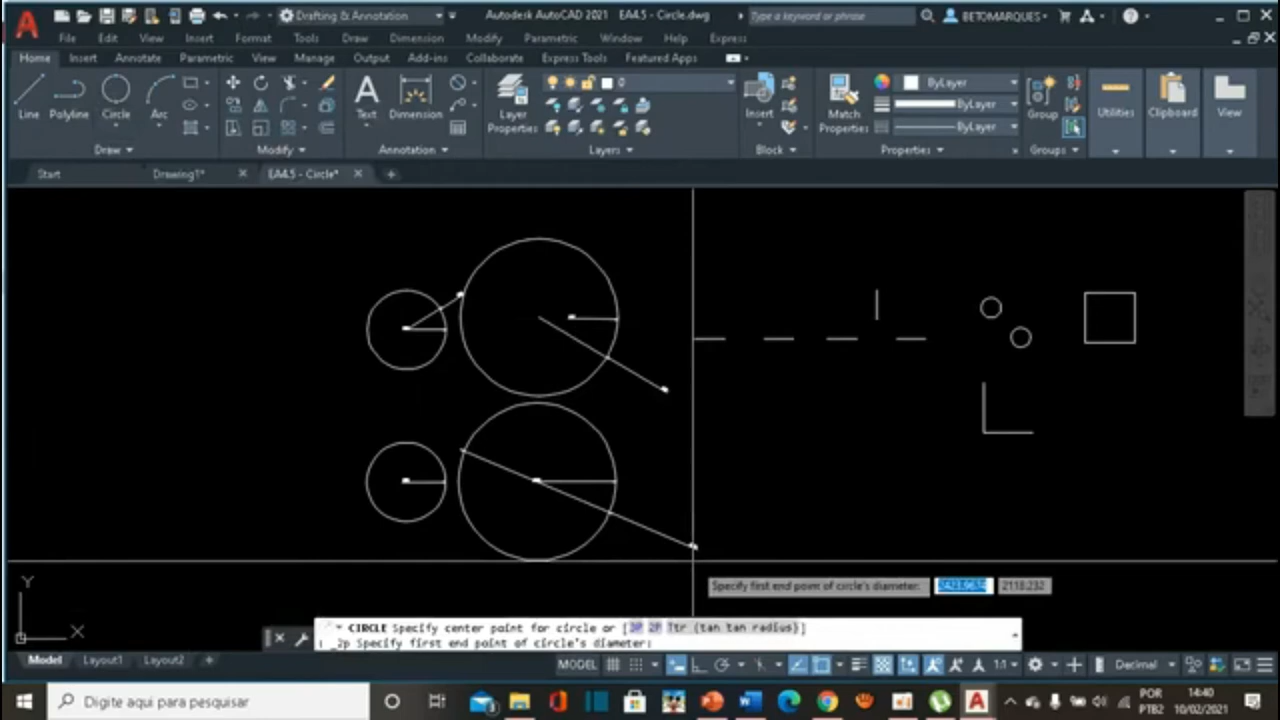 Drafting & Annotation
Autodesk AutoCAD 2021 EA4.5 - Circle.dwg
Type a keyword or phrase
BETOMARQUES
File Edit View Insert Format Tools Draw Dimension Modify Parametric Window Help Express
Home Insert Annotate Parametric View Manage Output Add-ins Collaborate Express Tools Featured Apps
0
ByLayer
ByLayer
ByLayer
Line Polyline Circle Arc
Text Dimension
Layer Properties
Insert
Match Properties
Group
Utilities Clipboard View
Draw Modify Annotation Layers Block Properties Groups
Start Drawing1* EA4.5 - Circle*
Y
X
Specify first end point of circle's diameter: 2118.232
CIRCLE Specify center point for circle or [3P 2P Ttr (tan tan radius)]
_2p Specify first end point of circle's diameter:
Model Layout1 Layout2 +
MODEL 1:1 Decimal
Digite aqui para pesquisar
POR
PTB2
14:40
10/02/2021